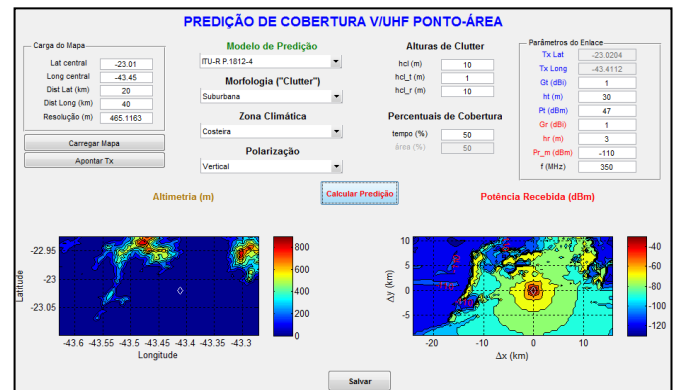 PREDIÇÃO DE COBERTURA V/UHF PONTO-ÁREA
Carga do Mapa
Lat central -23.01
Long central -43.45
Dist Lat (km) 20
Dist Long (km) 40
Resolução (m) 465.1163
Carregar Mapa
Apontar Tx
Modelo de Predição
ITU-R P.1812-4
Morfologia ("Clutter")
Suburbana
Zona Climática
Costeira
Polarização
Vertical
Alturas de Clutter
hcl (m) 10
hcl_t (m) 1
hcl_r (m) 10
Percentuais de Cobertura
tempo (%) 50
área (%) 50
Parâmetros do Enlace
Tx Lat -23.0204
Tx Long -43.4112
Gt (dBi) 1
ht (m) 30
Pt (dBm) 47
Gr (dBi) 1
hr (m) 3
Pr_m (dBm) -110
f (MHz) 350
Altimetria (m)
Calcular Predição
Potência Recebida (dBm)
Latitude
-22.95
-23
-23.05
-43.6 -43.55 -43.5 -43.45 -43.4 -43.35 -43.3
Longitude
800
600
400
200
0
Δy (km)
10
5
0
-5
-20 -10 0 10
Δx (km)
-40
-60
-80
-100
-120
Salvar